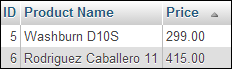 ID Product Name Price
5 Washburn D10S 299.00
6 Rodriguez Caballero 11 415.00